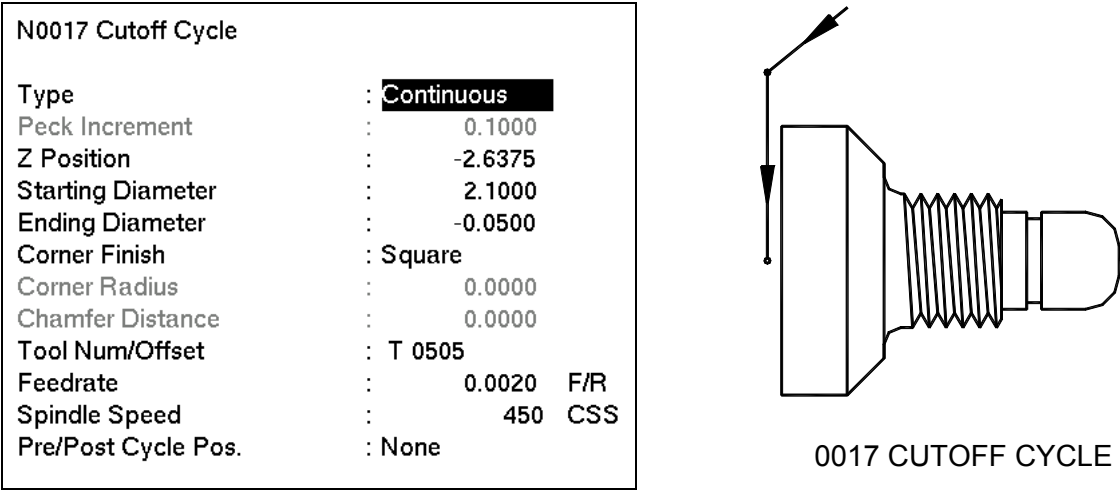 N0017 Cutoff Cycle
Type : Continuous
Peck Increment : 0.1000
Z Position : -2.6375
Starting Diameter : 2.1000
Ending Diameter : -0.0500
Corner Finish : Square
Corner Radius : 0.0000
Chamfer Distance : 0.0000
Tool Num/Offset : T 0505
Feedrate : 0.0020 F/R
Spindle Speed : 450 CSS
Pre/Post Cycle Pos. : None
0017 CUTOFF CYCLE